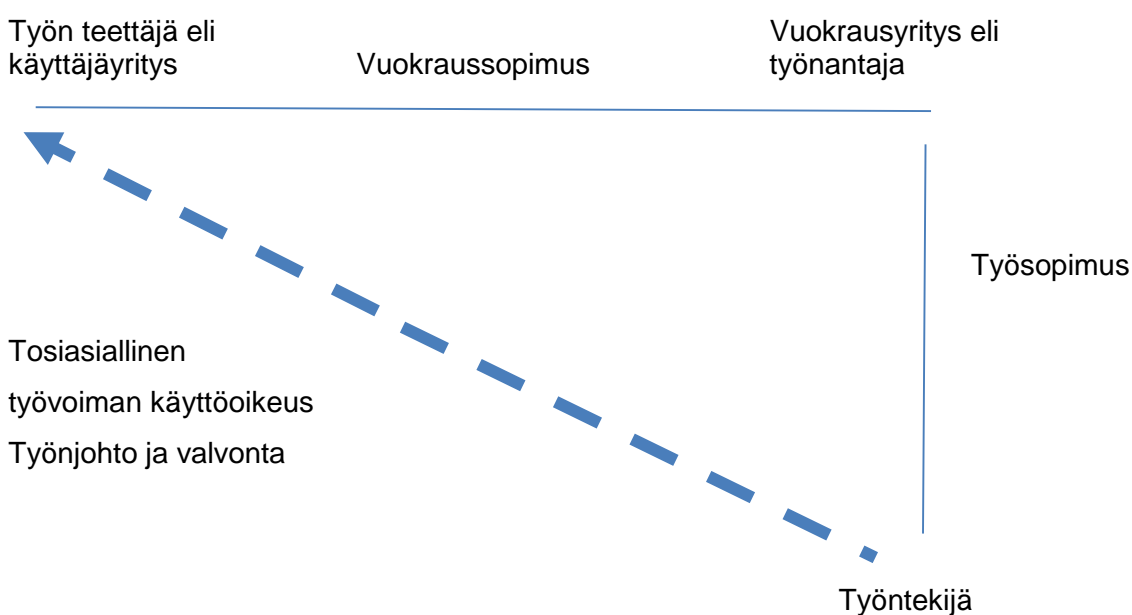 Työn teettäjä eli
käyttäjäyritys
Vuokraussopimus
Vuokrausyritys eli
työnantaja
Työsopimus
Tosiasiallinen
työvoiman käyttöoikeus
Työnjohto ja valvonta
Työntekijä